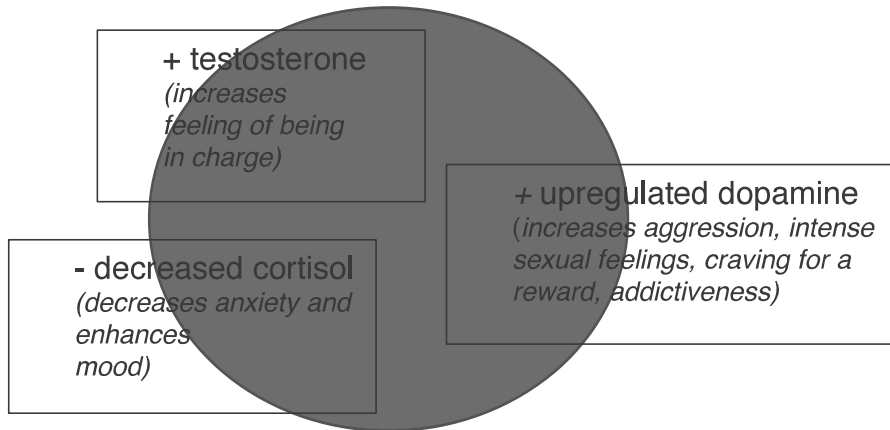 + testosterone
(increases
feeling of being
in charge)
+ upregulated dopamine
(increases aggression, intense
sexual feelings, craving for a
reward, addictiveness)
- decreased cortisol
(decreases anxiety and
enhances
mood)